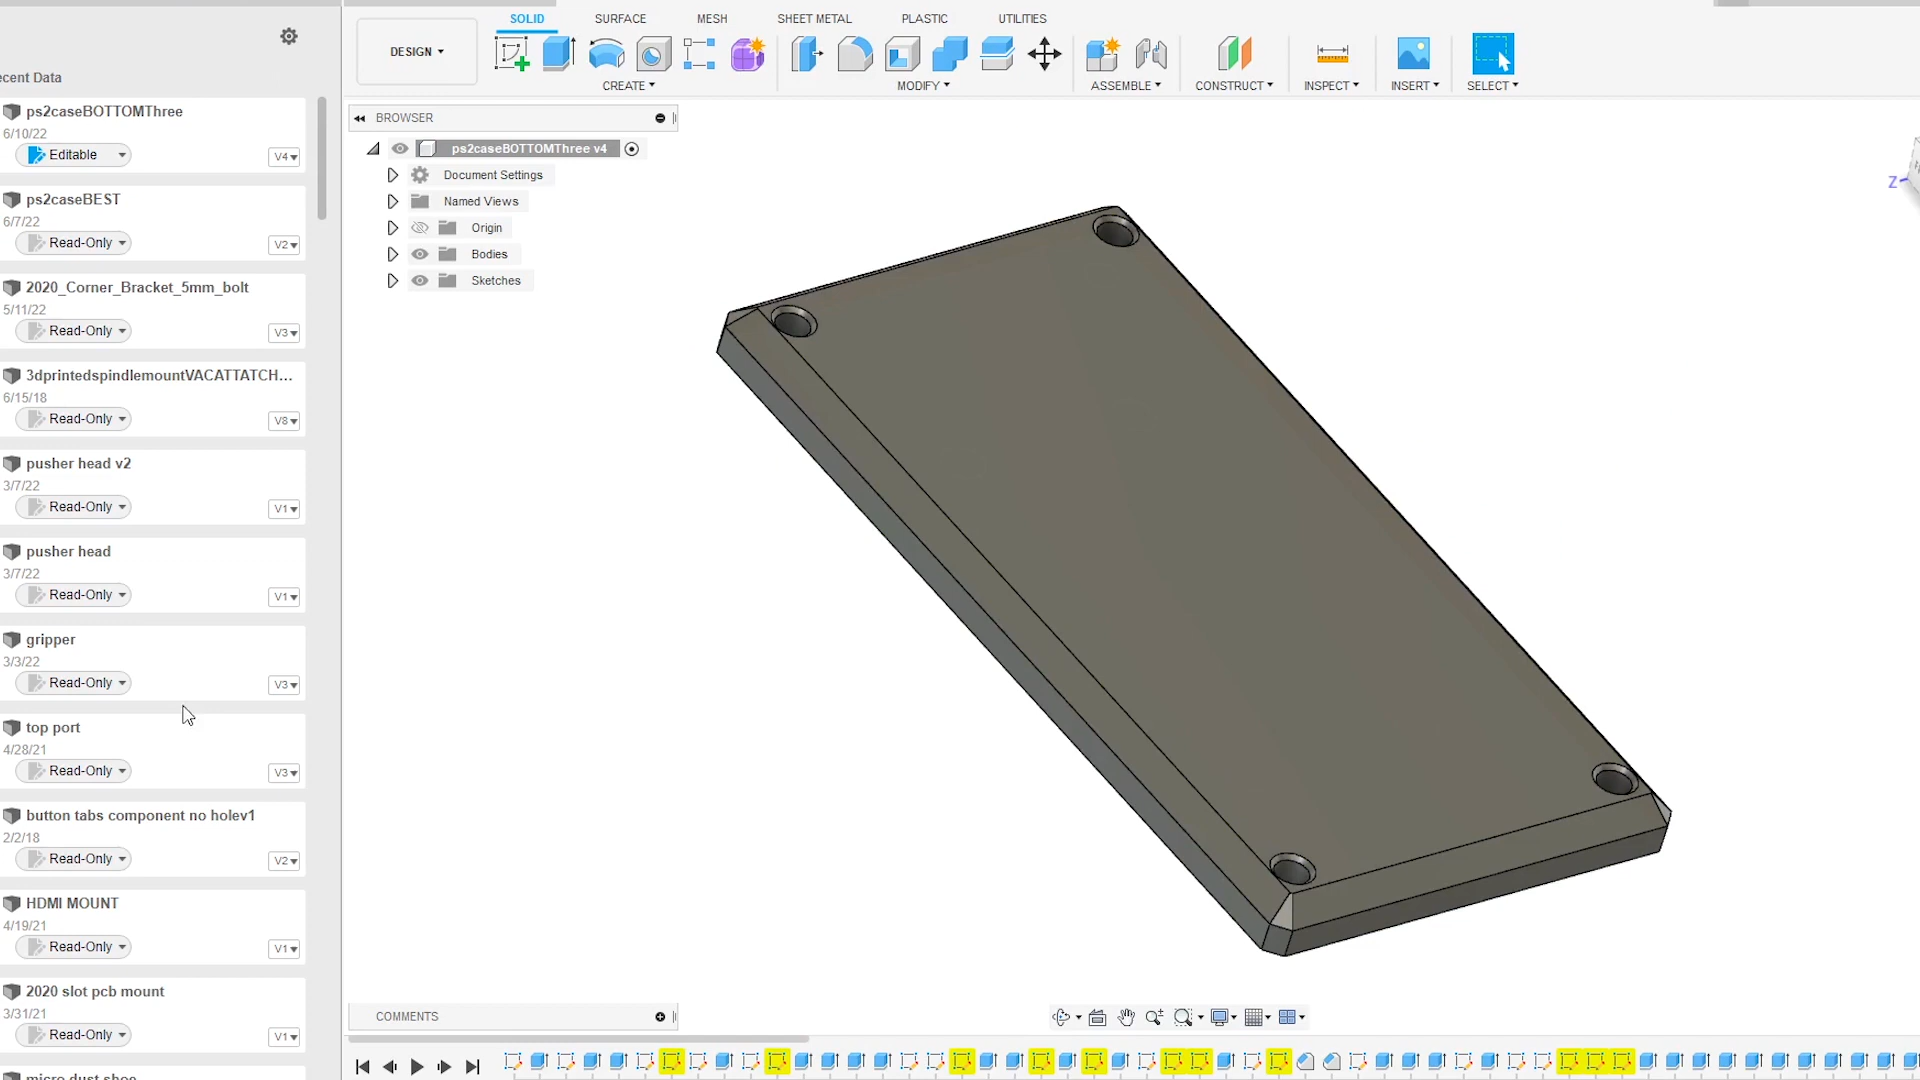 SOLID SURFACE MESH SHEET METAL PLASTIC UTILITIES
DESIGN
CREATE MODIFY ASSEMBLE CONSTRUCT INSPECT INSERT SELECT
ecent Data
ps2caseBOTTOMThree
6/10/22
Editable V4
ps2caseBEST
6/7/22
Read-Only V2
2020_Corner_Bracket_5mm_bolt
5/11/22
Read-Only V3
3dprintedspindlemountVACATTATCH...
6/15/18
Read-Only V8
pusher head v2
3/7/22
Read-Only V1
pusher head
3/7/22
Read-Only V1
gripper
3/3/22
Read-Only V3
top port
4/28/21
Read-Only V3
button tabs component no holev1
2/2/18
Read-Only V2
HDMI MOUNT
4/19/21
Read-Only V1
2020 slot pcb mount
3/31/21
Read-Only V1
micro dust shoe
BROWSER
ps2caseBOTTOMThree v4
Document Settings
Named Views
Origin
Bodies
Sketches
Z
COMMENTS